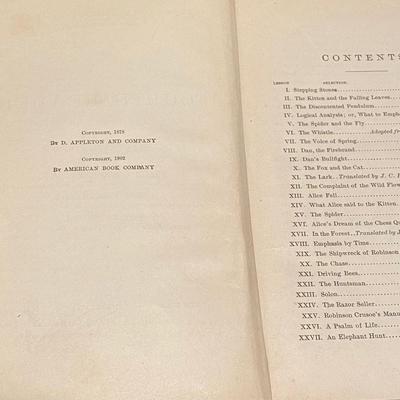 Copyright, 1878
By D. APPLETON AND COMPANY
Copyright, 1902
By AMERICAN BOOK COMPANY
CONTENTS
LESSON SELECTION.
I. Stepping Stones
II. The Kitten and the Falling Leaves
III. The Discontented Pendulum
IV. Logical Analysis; or, What to Emph
V. The Spider and the Fly
VI. The Whistle Adapted fr
VII. The Voice of Spring
VIII. Dan, the Firebrand
IX. Dan's Bullfight
X. The Fox and the Cat
XI. The Lark. Translated by J. C.
XII. The Complaint of the Wild Flow
XIII. Alice Fell
XIV. What Alice said to the Kitten
XV. The Spider
XVI. Alice's Dream of the Chess Qu
XVII. In the Forest. Translated by J.
XVIII. Emphasis by Time
XIX. The Shipwreck of Robinson
XX. The Chase
XXI. Driving Bees
XXII. The Huntsman
XXIII. Solon
XXIV. The Razor Seller
XXV. Robinson Crusoe's Manu
XXVI. A Psalm of Life
XXVII. An Elephant Hunt